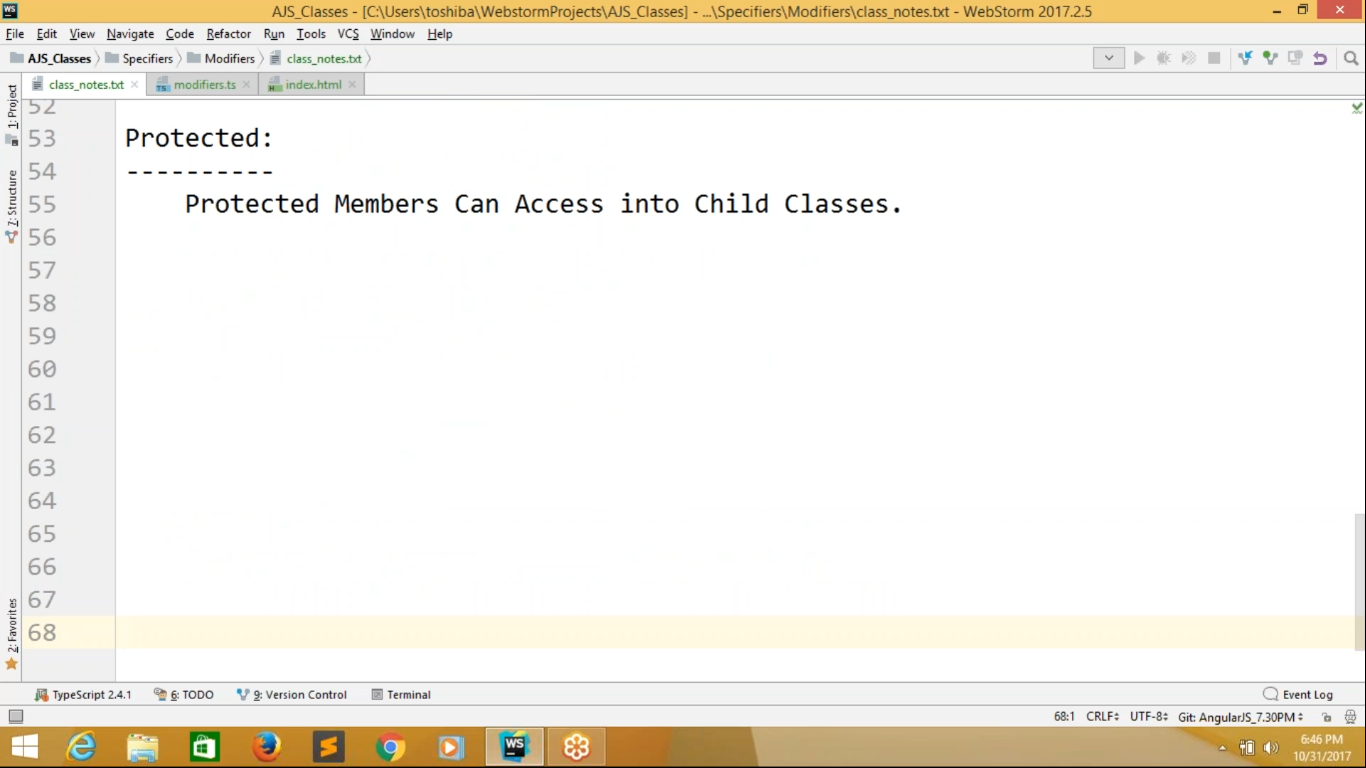 AJS_Classes - [C:\Users\toshiba\WebstormProjects\AJS_Classes] - ...\Specifiers\Modifiers\class_notes.txt - WebStorm 2017.2.5
File Edit View Navigate Code Refactor Run Tools VCS Window Help
AJS_Classes Specifiers Modifiers class_notes.txt
class_notes.txt modifiers.ts index.html
1: Project
7: Structure
2: Favorites
52
53 Protected:
54 ----------
55 Protected Members Can Access into Child Classes.
56
57
58
59
60
61
62
63
64
65
66
67
68
TypeScript 2.4.1 6: TODO 9: Version Control Terminal Event Log
68:1 CRLF UTF-8 Git: AngularJS_7.30PM
6:46 PM
10/31/2017